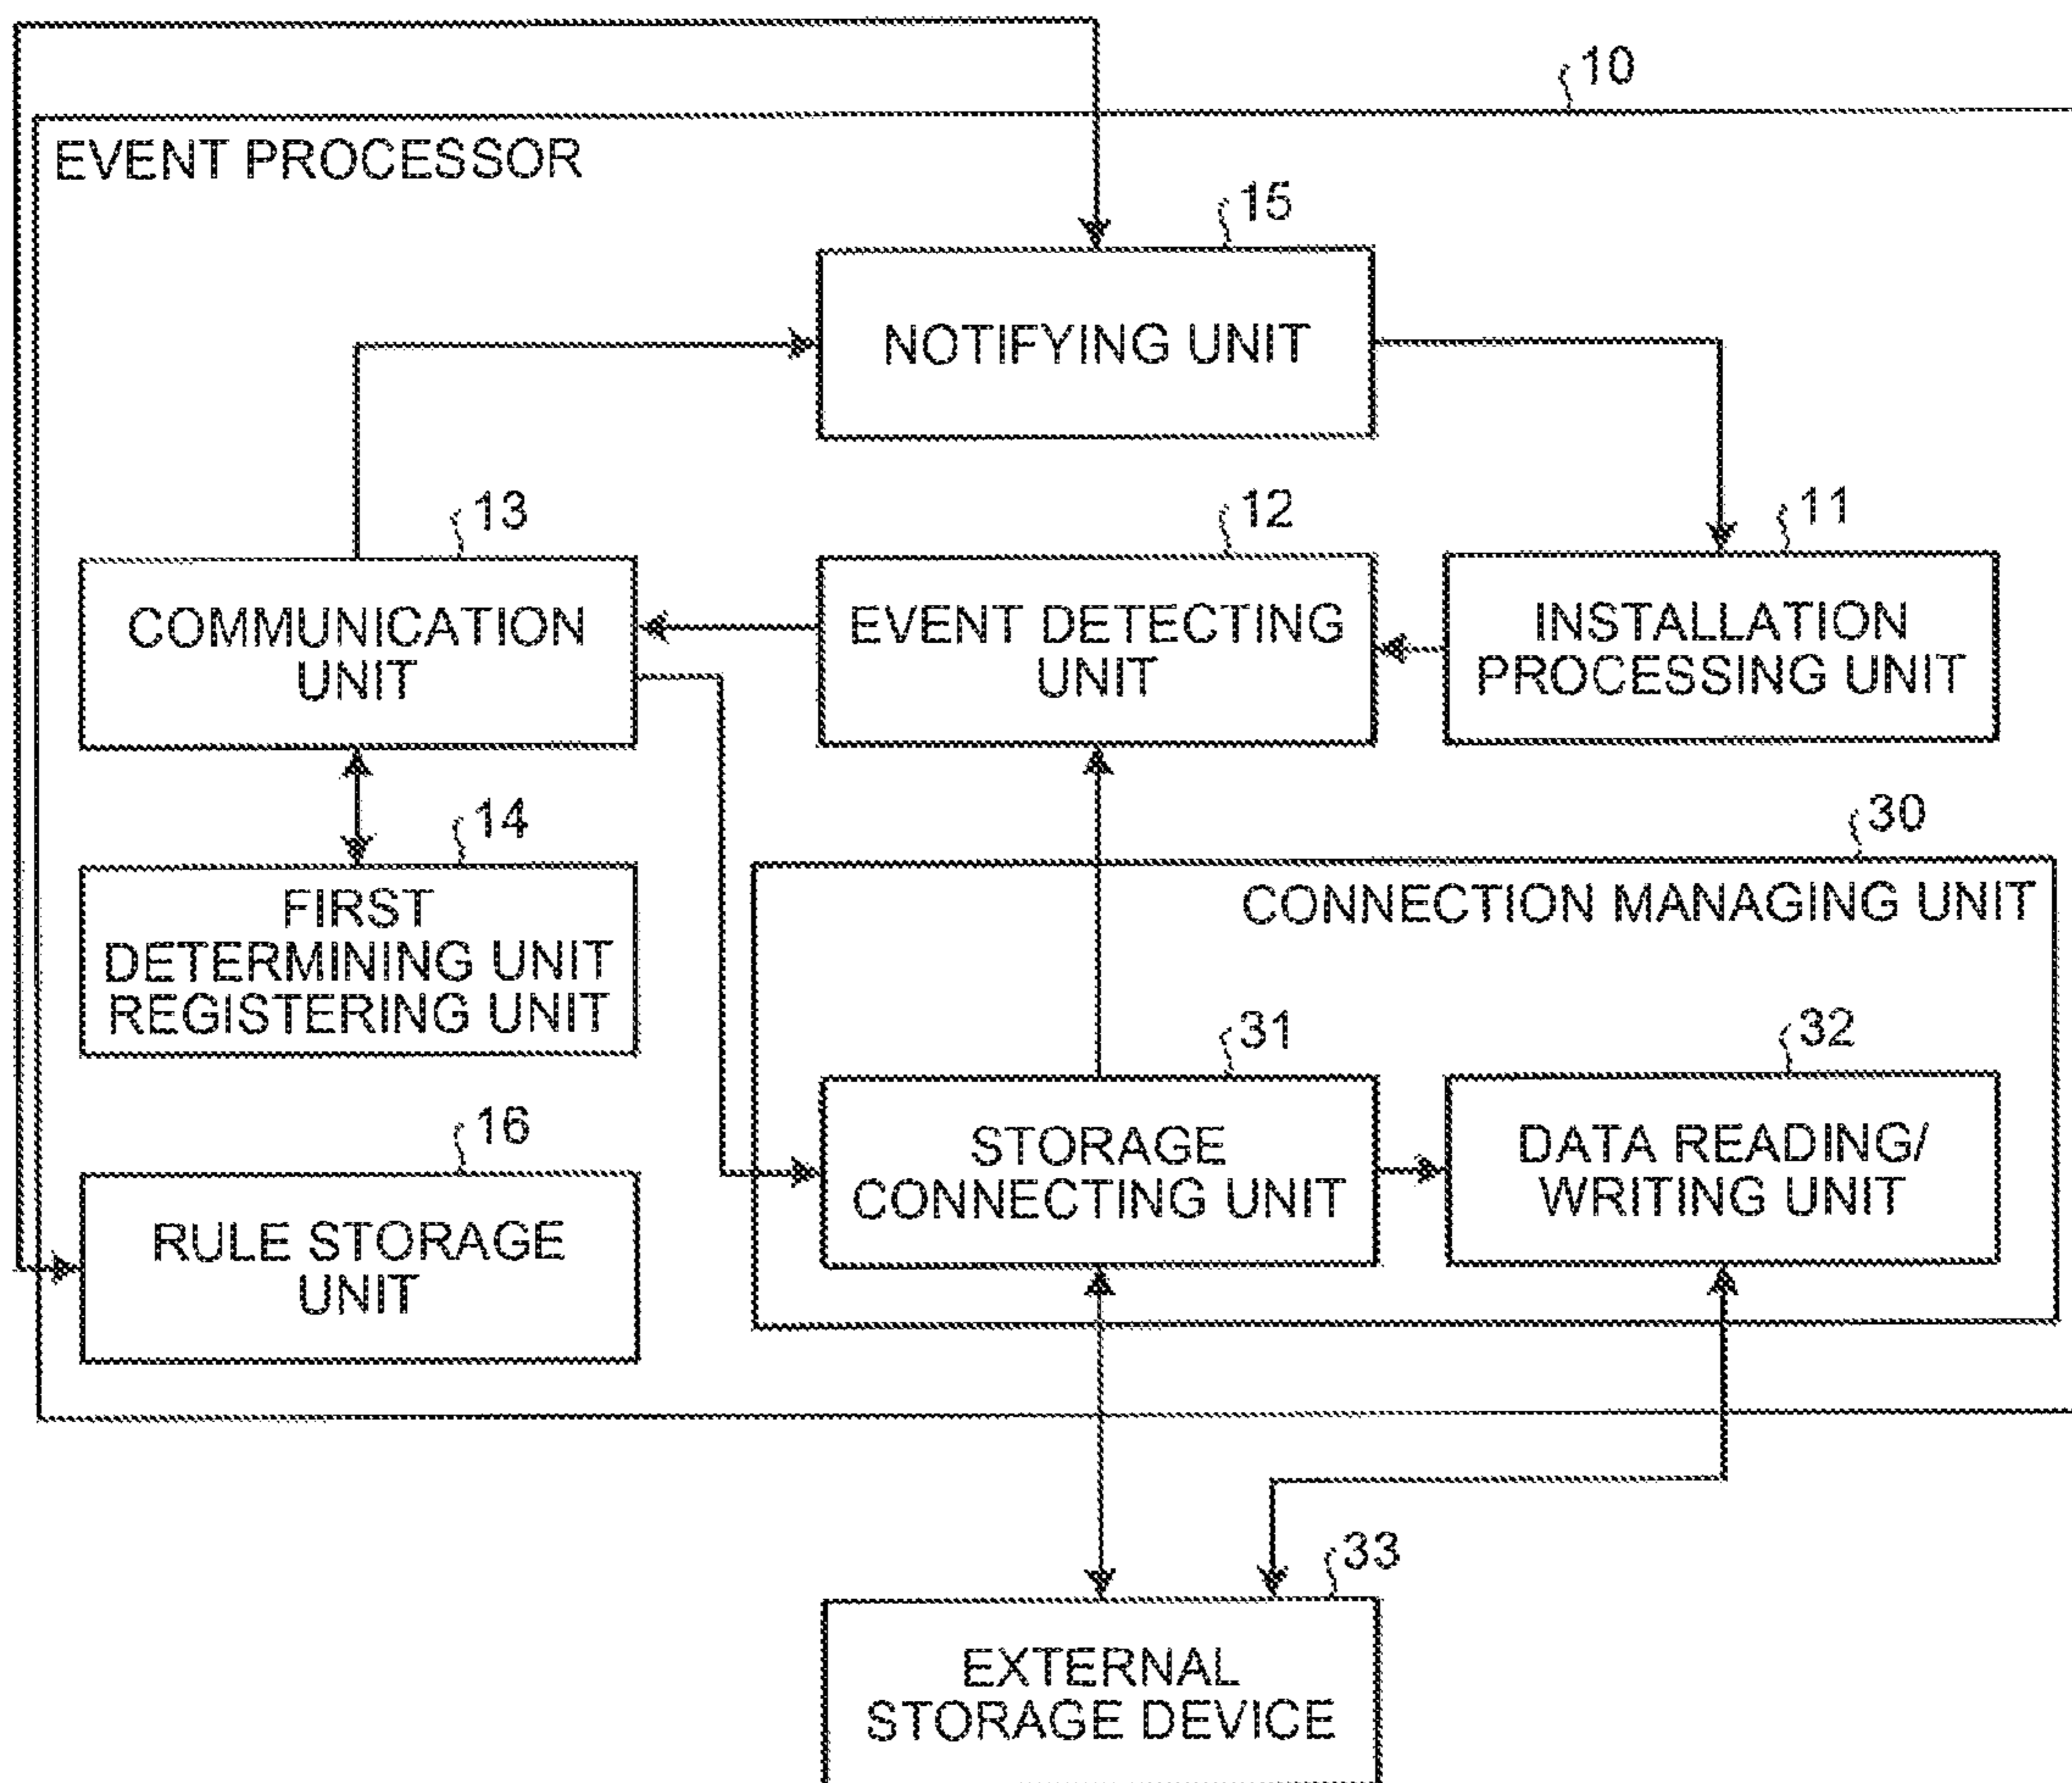 10
EVENT PROCESSOR
15
NOTIFYING UNIT
13
12
11
COMMUNICATION
UNIT
EVENT DETECTING
UNIT
INSTALLATION
PROCESSING UNIT
14
30
FIRST
DETERMINING UNIT
REGISTERING UNIT
CONNECTION MANAGING UNIT
31
32
16
STORAGE
CONNECTING UNIT
DATA READING/
WRITING UNIT
RULE STORAGE
UNIT
33
EXTERNAL
STORAGE DEVICE